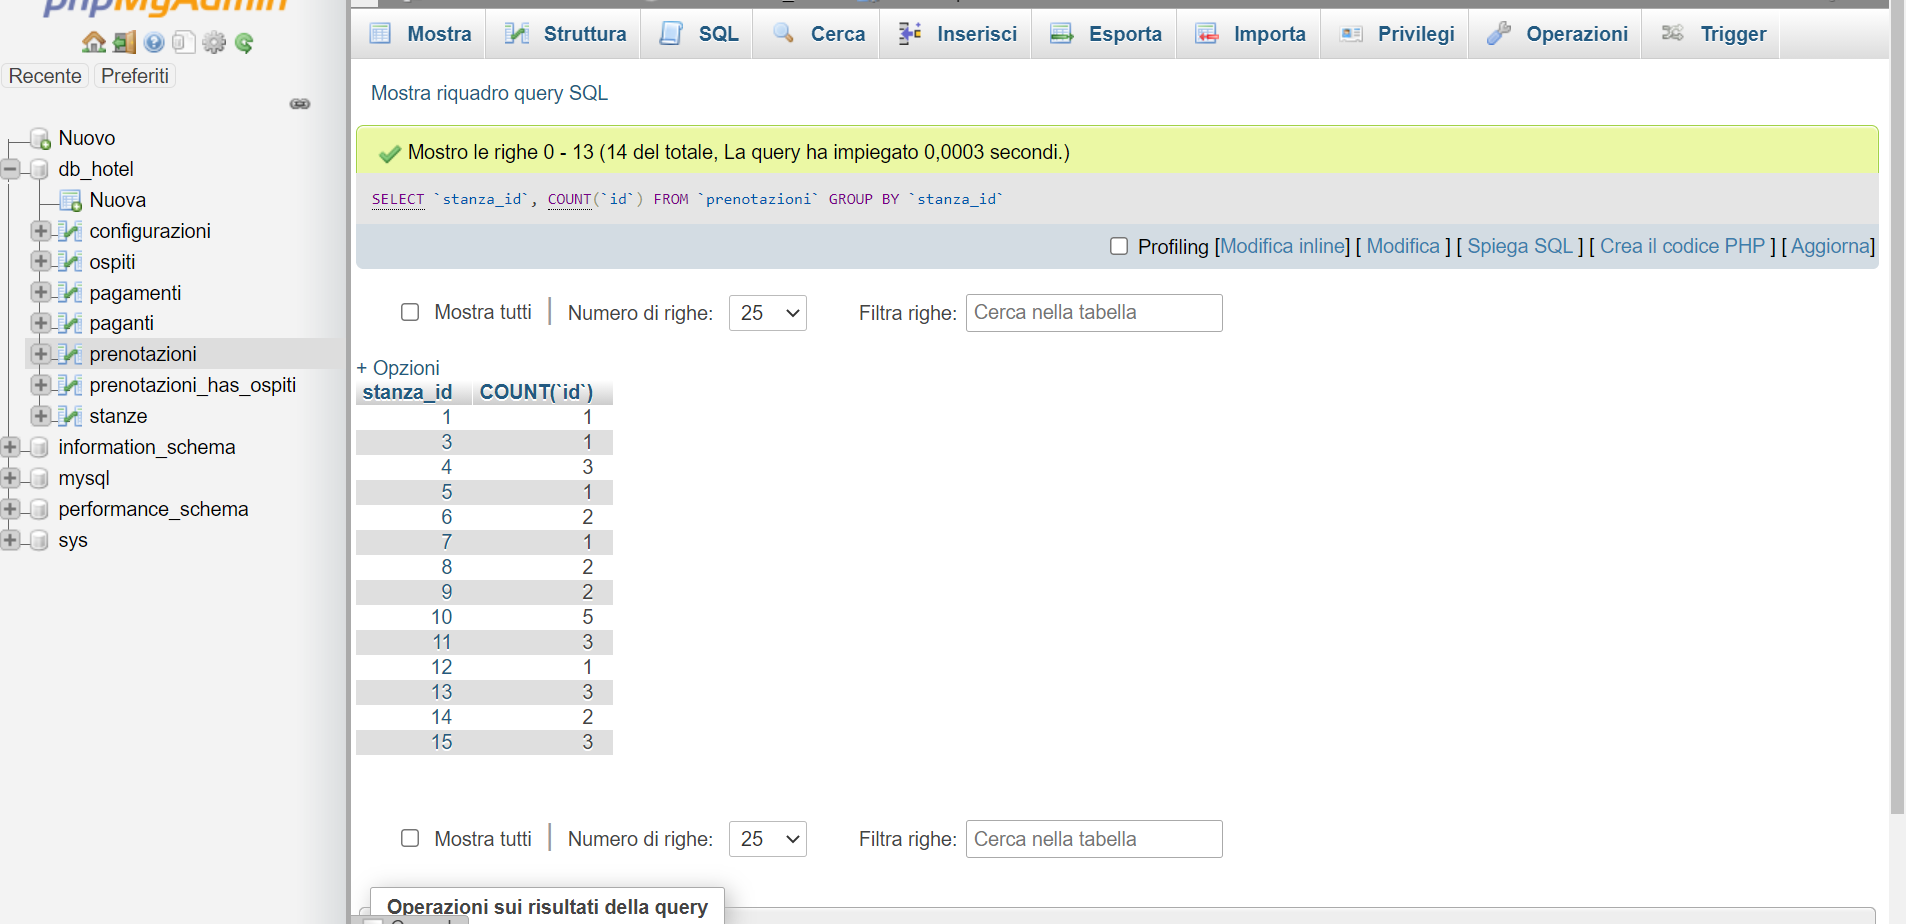 phpMyAdmin
Recente Preferiti
Nuovo
db_hotel
Nuova
configurazioni
ospiti
pagamenti
paganti
prenotazioni
prenotazioni_has_ospiti
stanze
information_schema
mysql
performance_schema
sys
Mostra Struttura SQL Cerca Inserisci Esporta Importa Privilegi Operazioni Trigger
Mostra riquadro query SQL
Mostro le righe 0 - 13 (14 del totale, La query ha impiegato 0,0003 secondi.)
SELECT `stanza_id`, COUNT(`id`) FROM `prenotazioni` GROUP BY `stanza_id`
Profiling [Modifica inline] [ Modifica ] [ Spiega SQL ] [ Crea il codice PHP ] [ Aggiorna]
Mostra tutti | Numero di righe: 25 Filtra righe: Cerca nella tabella
+ Opzioni
stanza_id COUNT(`id`)
1 1
3 1
4 3
5 1
6 2
7 1
8 2
9 2
10 5
11 3
12 1
13 3
14 2
15 3
Mostra tutti | Numero di righe: 25 Filtra righe: Cerca nella tabella
Operazioni sui risultati della query